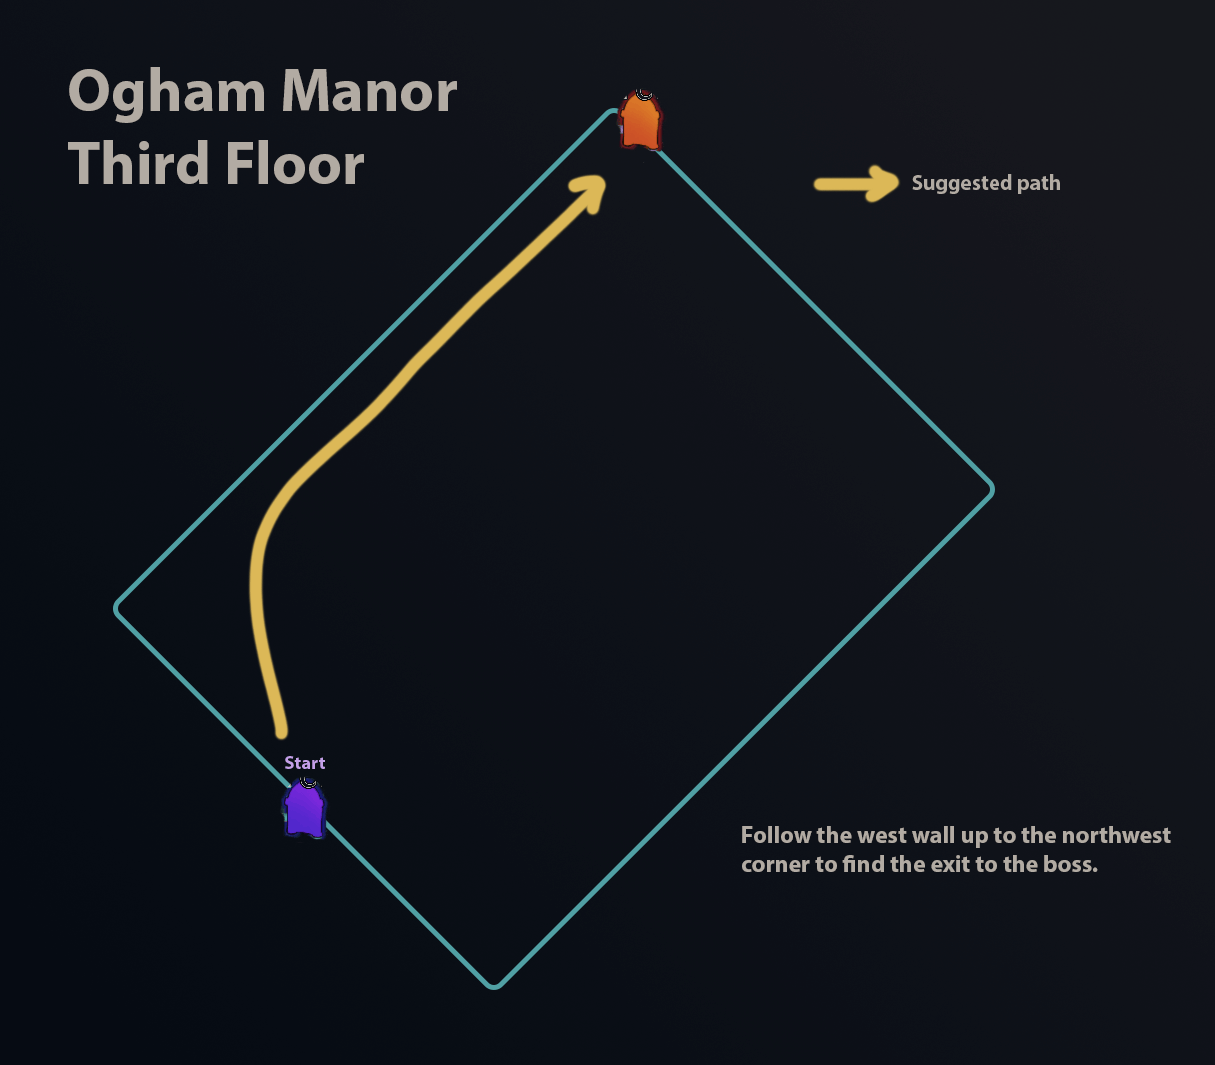 Ogham Manor
Third Floor
Suggested path
Start
Follow the west wall up to the northwest
corner to find the exit to the boss.